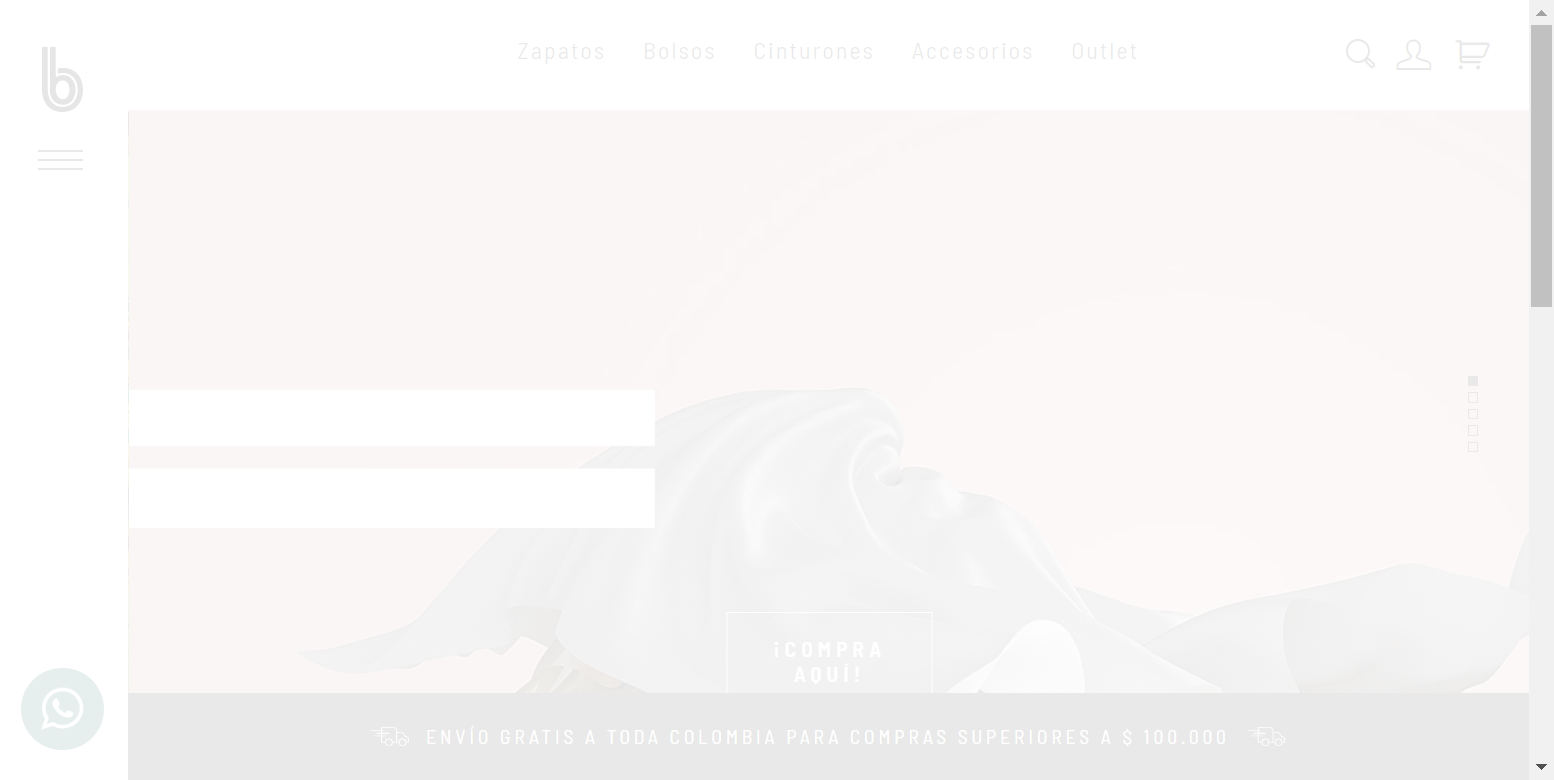 b
Zapatos Bolsos Cinturones Accesorios Outlet
¡COMPRA
AQUÍ!
ENVÍO GRATIS A TODA COLOMBIA PARA COMPRAS SUPERIORES A $ 100.000